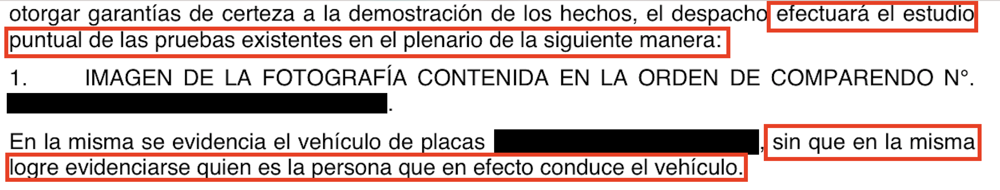 otorgar garantías de certeza a la demostración de los hechos, el despacho efectuará el estudio
puntual de las pruebas existentes en el plenario de la siguiente manera:
1. IMAGEN DE LA FOTOGRAFÍA CONTENIDA EN LA ORDEN DE COMPARENDO N°.
.
En la misma se evidencia el vehículo de placas , sin que en la misma
logre evidenciarse quien es la persona que en efecto conduce el vehículo.